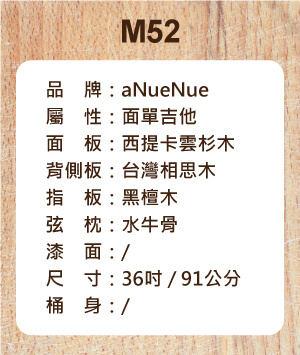 M52
品　牌：aNueNue
屬　性：面單吉他
面　板：西提卡雲杉木
背側板：台灣相思木
指　板：黑檀木
弦　枕：水牛骨
漆　面：/
尺　寸：36吋 / 91公分
桶　身：/